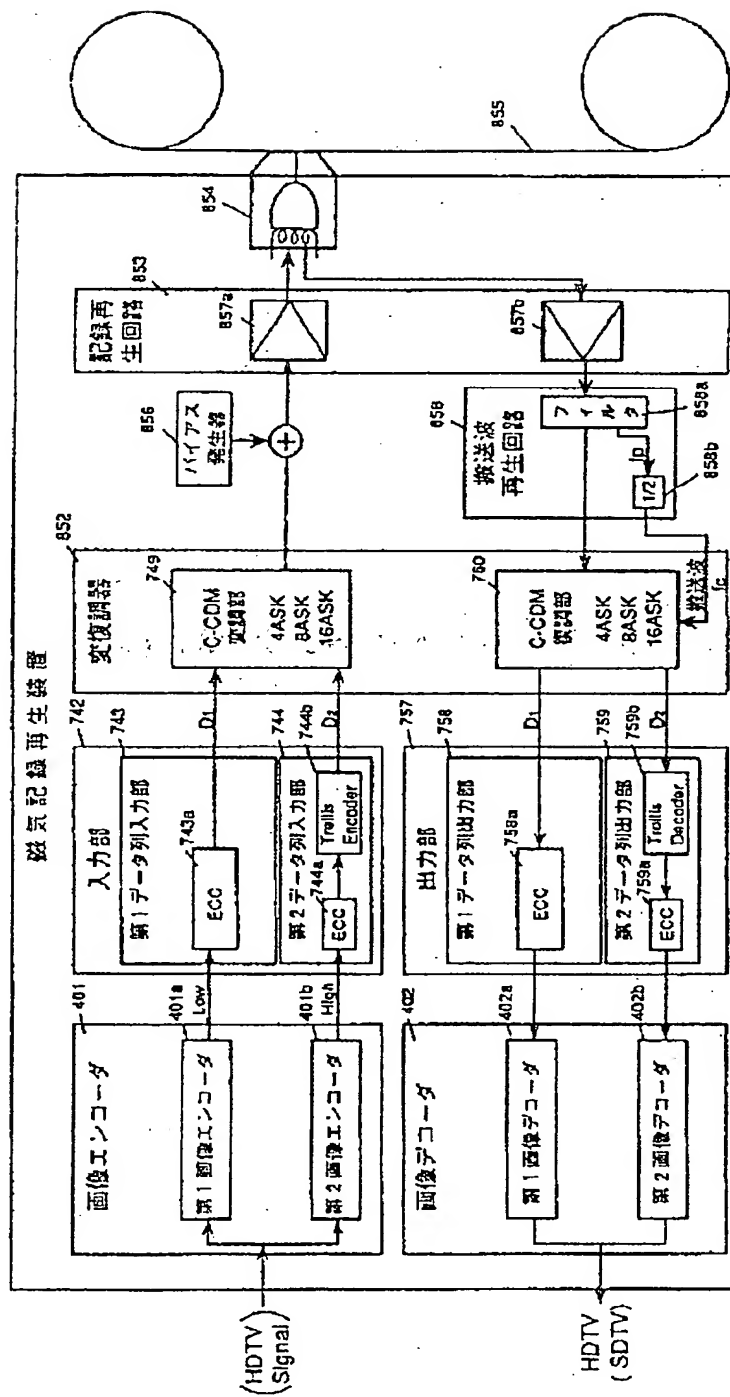 磁気記録再生装置
(HDTV
Signal)
401
画像エンコーダ
401a
第1画像エンコーダ
401b
第2画像エンコーダ
Low
High
742
入力部
743
第1データ列入力部
743a
ECC
744
第2データ列入力部
744a
ECC
744b
Trellis
Encoder
D1
D2
852
変復調器
749
C-CDM
変調部
4ASK
8ASK
16ASK
856
バイアス
発生器
+
853
記録再
生回路
857a
854
855
HDTV
(SDTV)
402
画像デコーダ
402a
第1画像デコーダ
402b
第2画像デコーダ
757
出力部
758
第1データ列出力部
758a
ECC
759
第2データ列出力部
759a
ECC
759b
Trellis
Decoder
D1
D2
760
C-CDM
復調部
4ASK
8ASK
16ASK
搬送波
fc
858
搬送波
再生回路
フィルタ
858a
fp
1/2
858b
857b